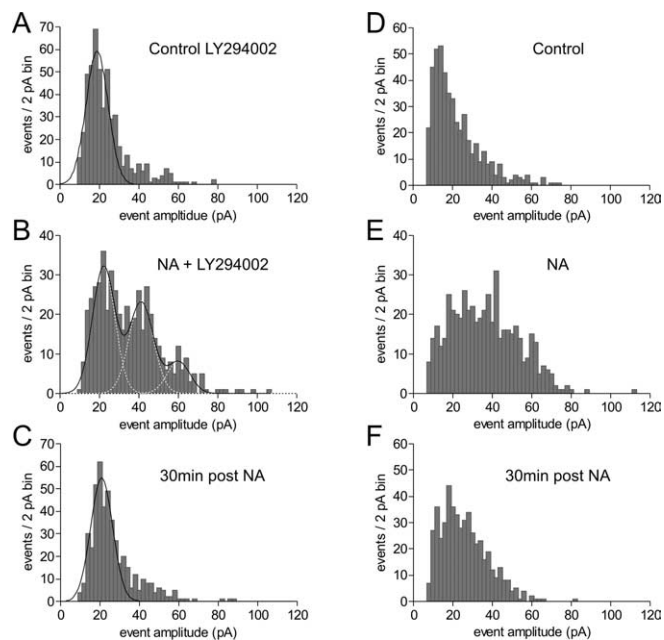 A
Control LY294002
events / 2 pA bin
70
60
50
40
30
20
10
0
0 20 40 60 80 100 120
event ampltidue (pA)
B
NA + LY294002
events / 2 pA bin
40
30
20
10
0
0 20 40 60 80 100 120
event amplitude (pA)
C
30min post NA
events / 2 pA bin
70
60
50
40
30
20
10
0
0 20 40 60 80 100 120
event amplitude (pA)
D
Control
events / 2 pA bin
60
50
40
30
20
10
0
0 20 40 60 80 100 120
event amplitude (pA)
E
NA
events / 2 pA bin
40
30
20
10
0
0 20 40 60 80 100 120
event amplitude (pA)
F
30min post NA
events / 2 pA bin
60
50
40
30
20
10
0
0 20 40 60 80 100 120
event amplitude (pA)